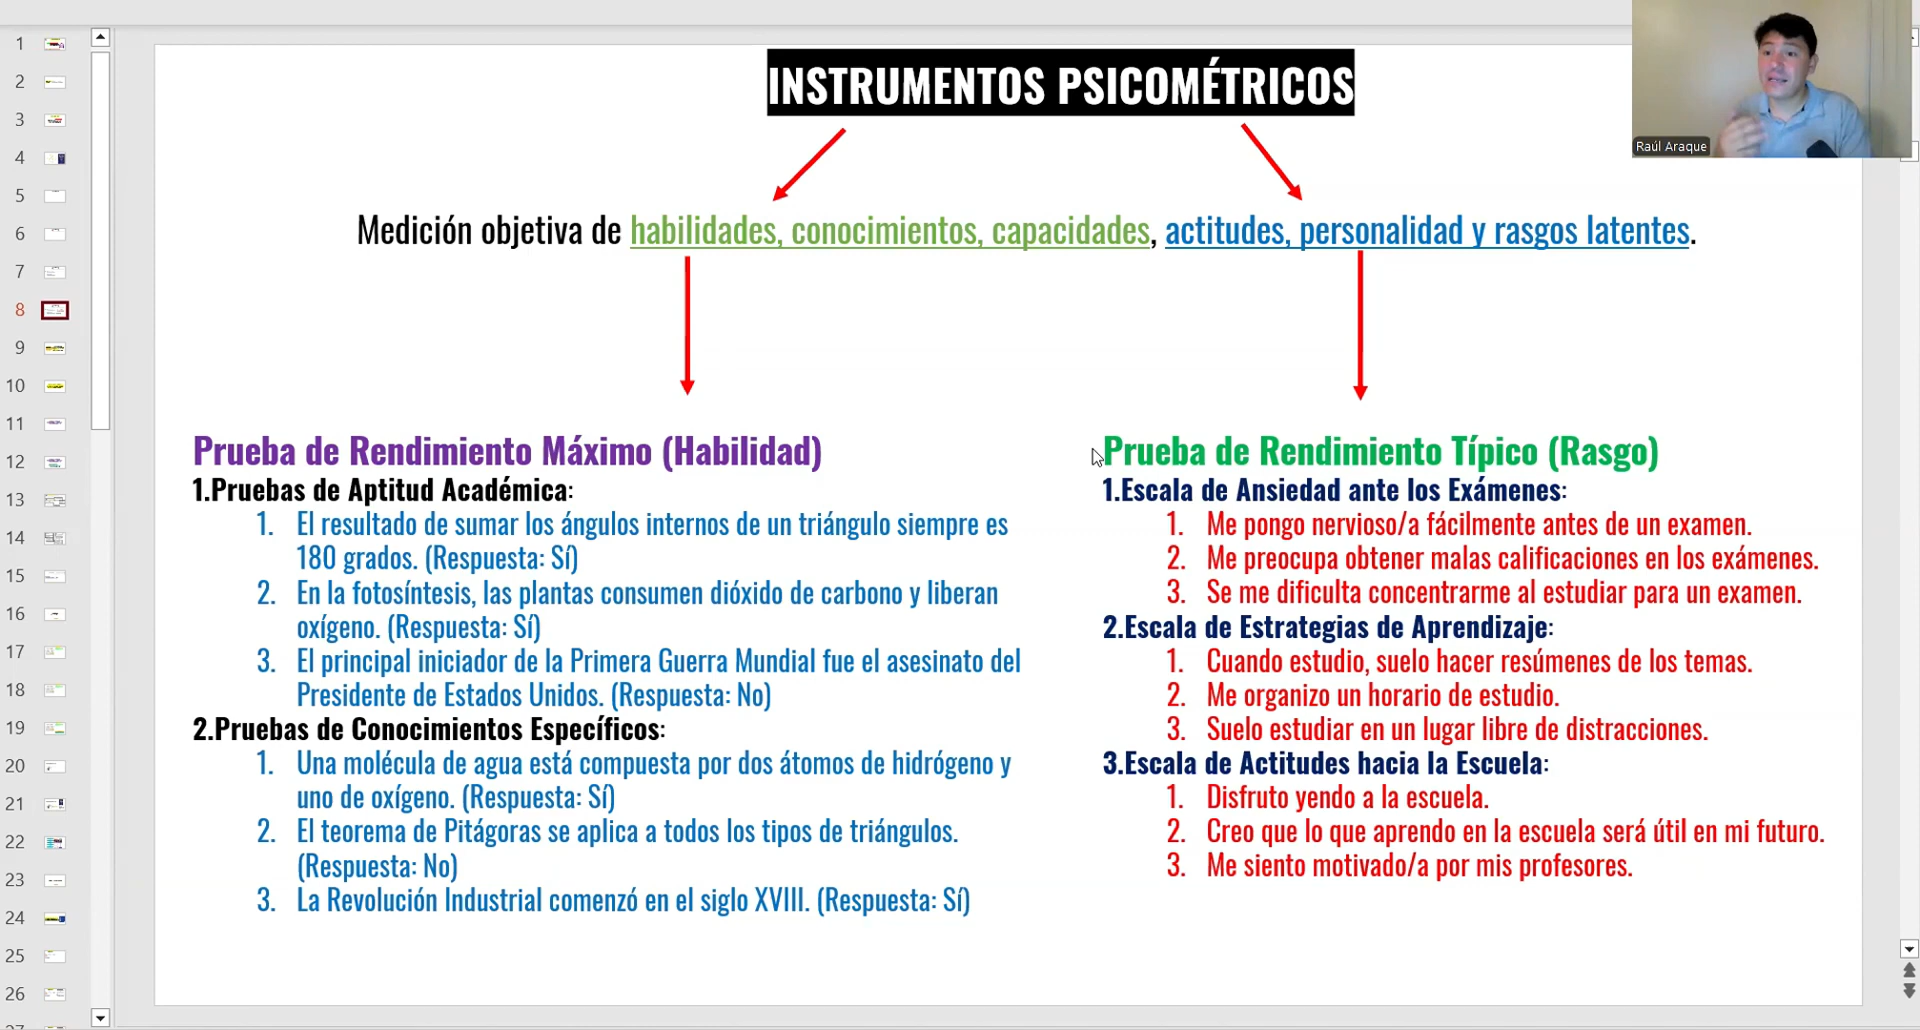 INSTRUMENTOS PSICOMÉTRICOS
Raúl Araque
Medición objetiva de habilidades, conocimientos, capacidades, actitudes, personalidad y rasgos latentes.
Prueba de Rendimiento Máximo (Habilidad)
1.Pruebas de Aptitud Académica:
1. El resultado de sumar los ángulos internos de un triángulo siempre es
180 grados. (Respuesta: Sí)
2. En la fotosíntesis, las plantas consumen dióxido de carbono y liberan
oxígeno. (Respuesta: Sí)
3. El principal iniciador de la Primera Guerra Mundial fue el asesinato del
Presidente de Estados Unidos. (Respuesta: No)
2.Pruebas de Conocimientos Específicos:
1. Una molécula de agua está compuesta por dos átomos de hidrógeno y
uno de oxígeno. (Respuesta: Sí)
2. El teorema de Pitágoras se aplica a todos los tipos de triángulos.
(Respuesta: No)
3. La Revolución Industrial comenzó en el siglo XVIII. (Respuesta: Sí)
Prueba de Rendimiento Típico (Rasgo)
1.Escala de Ansiedad ante los Exámenes:
1. Me pongo nervioso/a fácilmente antes de un examen.
2. Me preocupa obtener malas calificaciones en los exámenes.
3. Se me dificulta concentrarme al estudiar para un examen.
2.Escala de Estrategias de Aprendizaje:
1. Cuando estudio, suelo hacer resúmenes de los temas.
2. Me organizo un horario de estudio.
3. Suelo estudiar en un lugar libre de distracciones.
3.Escala de Actitudes hacia la Escuela:
1. Disfruto yendo a la escuela.
2. Creo que lo que aprendo en la escuela será útil en mi futuro.
3. Me siento motivado/a por mis profesores.
1
2
3
4
5
6
7
8
9
10
11
12
13
14
15
16
17
18
19
20
21
22
23
24
25
26